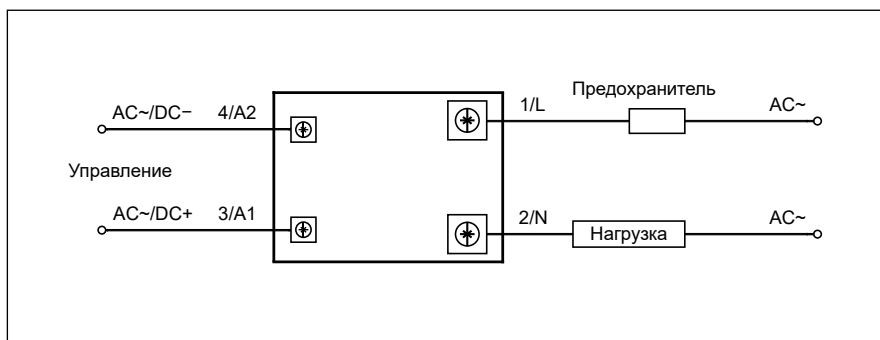 Предохранитель
AC~/DC− 4/A2 1/L AC~
Управление
AC~/DC+ 3/A1 2/N Нагрузка AC~